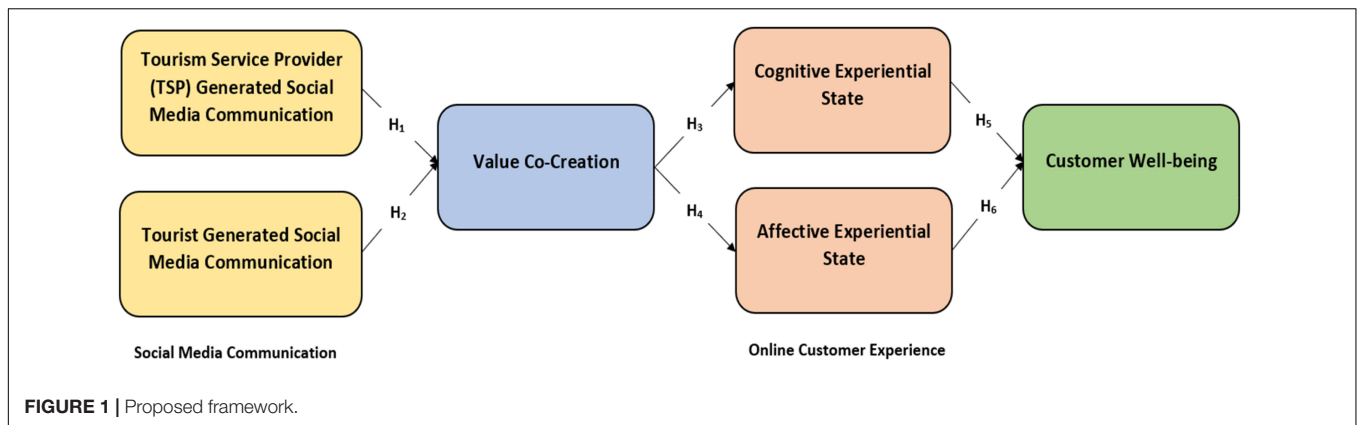 Tourism Service Provider
(TSP) Generated Social
Media Communication
H₁
Tourist Generated Social
Media Communication
H₂
Social Media Communication
Value Co-Creation
H₃
H₄
Cognitive Experiential
State
Affective Experiential
State
Online Customer Experience
H₅
H₆
Customer Well-being
FIGURE 1 | Proposed framework.